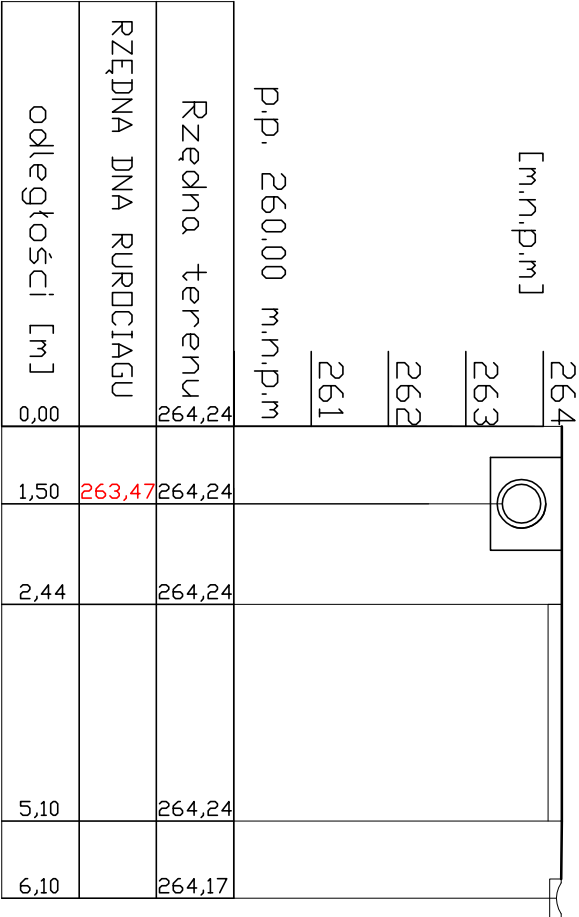 [m.n.p.m]
264
263
262
261
p.p. 260.00 m.n.p.m
Rzędna terenu
264,24 264,24 264,24 264,24 264,17
RZĘDNA DNA RUROCIAGU
263,47
odległości [m]
0,00 1,50 2,44 5,10 6,10